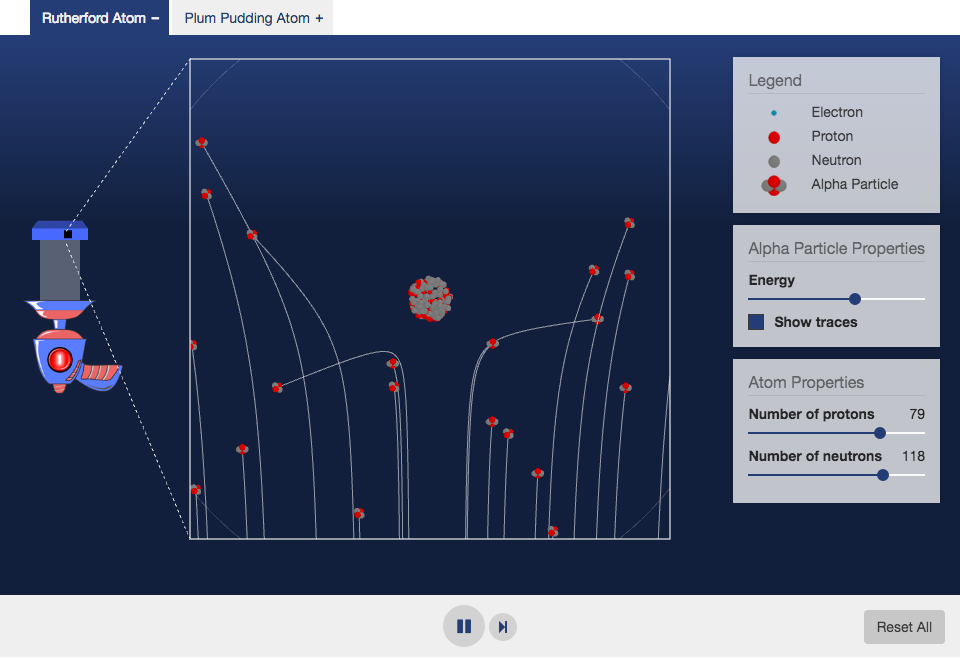 Rutherford Atom −
Plum Pudding Atom +
Legend
Electron
Proton
Neutron
Alpha Particle
Alpha Particle Properties
Energy
Show traces
Atom Properties
Number of protons 79
Number of neutrons 118
Reset All